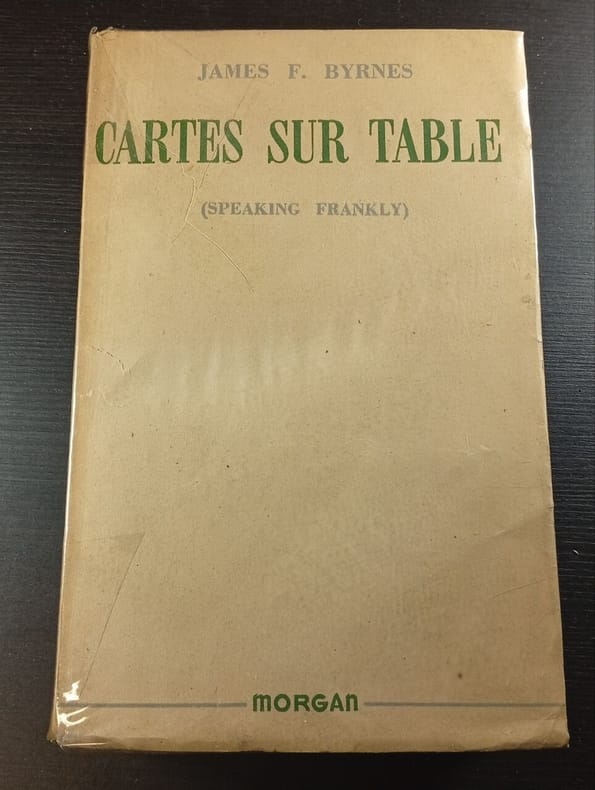 JAMES F. BYRNES
CARTES SUR TABLE
(SPEAKING FRANKLY)
MORGAN